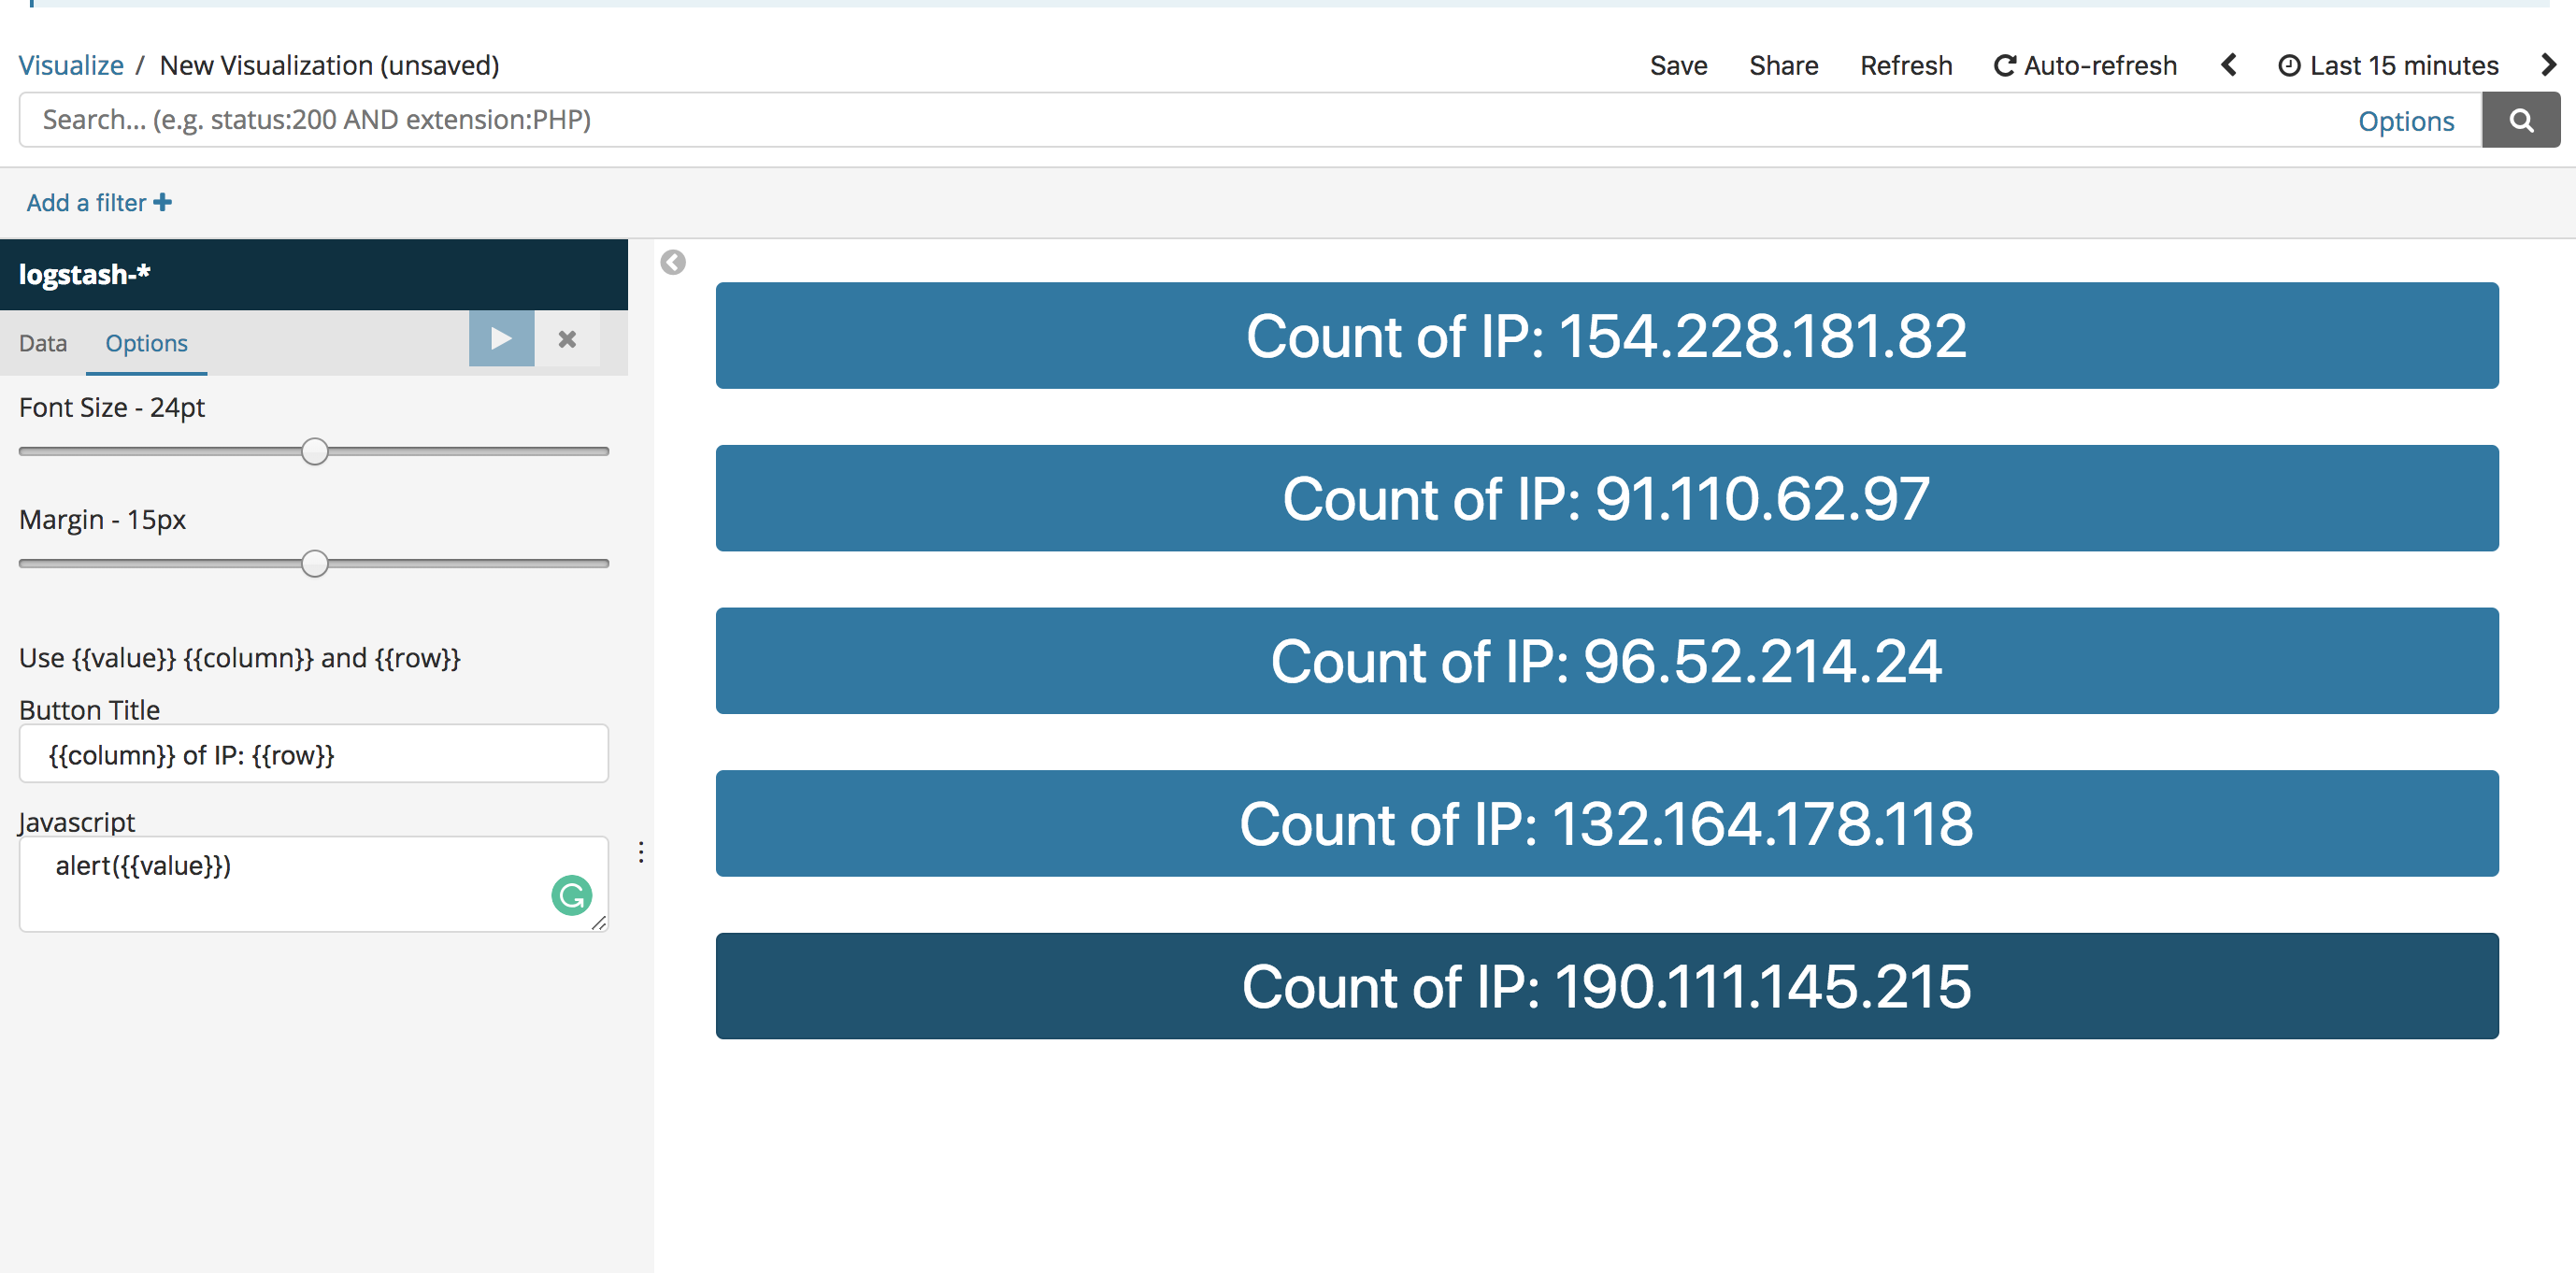 Visualize / New Visualization (unsaved)
Save Share Refresh Auto-refresh Last 15 minutes
Search... (e.g. status:200 AND extension:PHP) Options
Add a filter
logstash-*
Data Options
Font Size - 24pt
Margin - 15px
Use {{value}} {{column}} and {{row}}
Button Title
{{column}} of IP: {{row}}
Javascript
alert({{value}})
Count of IP: 154.228.181.82
Count of IP: 91.110.62.97
Count of IP: 96.52.214.24
Count of IP: 132.164.178.118
Count of IP: 190.111.145.215